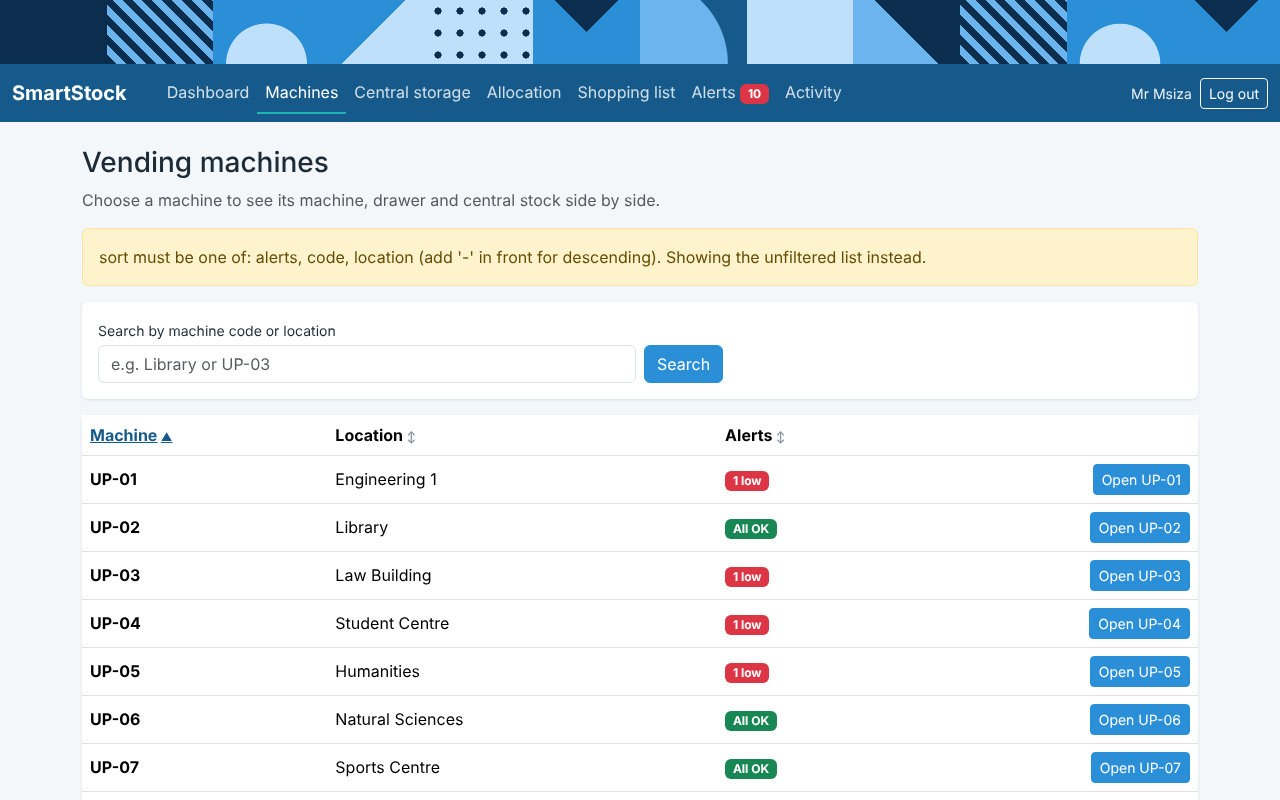 SmartStock Dashboard Machines Central storage Allocation Shopping list Alerts 10 Activity Mr Msiza Log out
Vending machines
Choose a machine to see its machine, drawer and central stock side by side.
sort must be one of: alerts, code, location (add '-' in front for descending). Showing the unfiltered list instead.
Search by machine code or location
e.g. Library or UP-03 Search
Machine ▲ Location ↕ Alerts ↕
UP-01 Engineering 1 1 low Open UP-01
UP-02 Library All OK Open UP-02
UP-03 Law Building 1 low Open UP-03
UP-04 Student Centre 1 low Open UP-04
UP-05 Humanities 1 low Open UP-05
UP-06 Natural Sciences All OK Open UP-06
UP-07 Sports Centre All OK Open UP-07